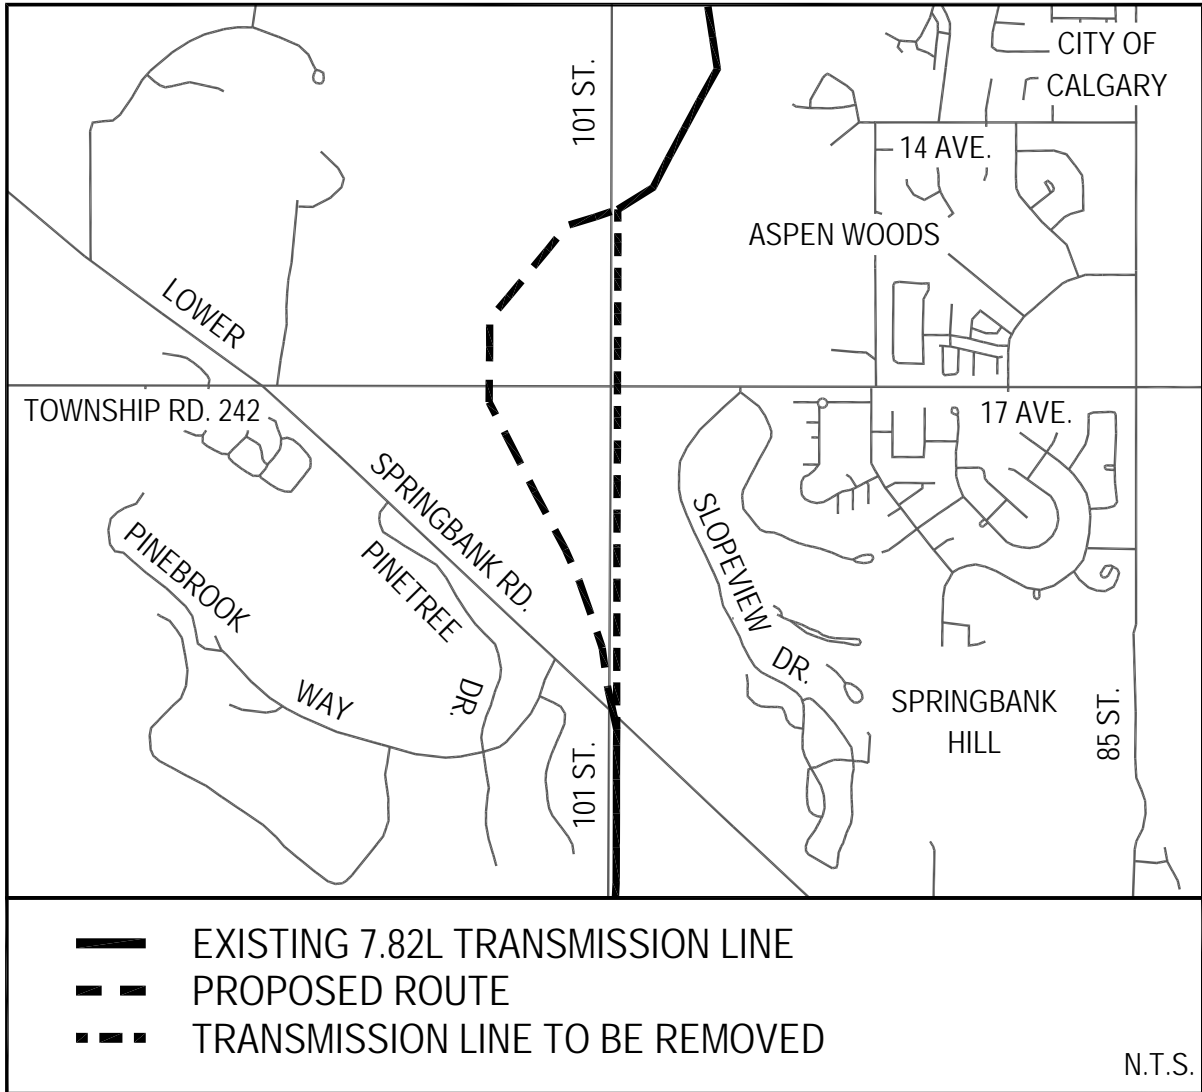 CITY OF
CALGARY
101 ST.
14 AVE.
ASPEN WOODS
LOWER
TOWNSHIP RD. 242
17 AVE.
SPRINGBANK RD.
PINEBROOK
PINETREE
SLOPEVIEW
DR.
WAY
DR.
SPRINGBANK
HILL
85 ST.
101 ST.
EXISTING 7.82L TRANSMISSION LINE
PROPOSED ROUTE
TRANSMISSION LINE TO BE REMOVED
N.T.S.